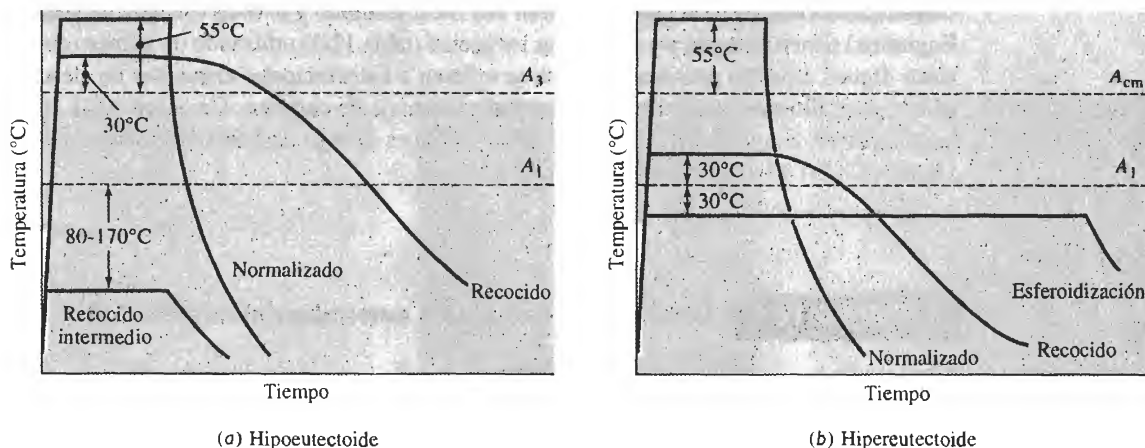 Temperatura (°C)
55°C
30°C
A3
A1
80-170°C
Normalizado
Recocido
Recocido
intermedio
Tiempo
(a) Hipoeutectoide
Temperatura (°C)
55°C
Acm
30°C
A1
30°C
Esferoidización
Normalizado
Recocido
Tiempo
(b) Hipereutectoide